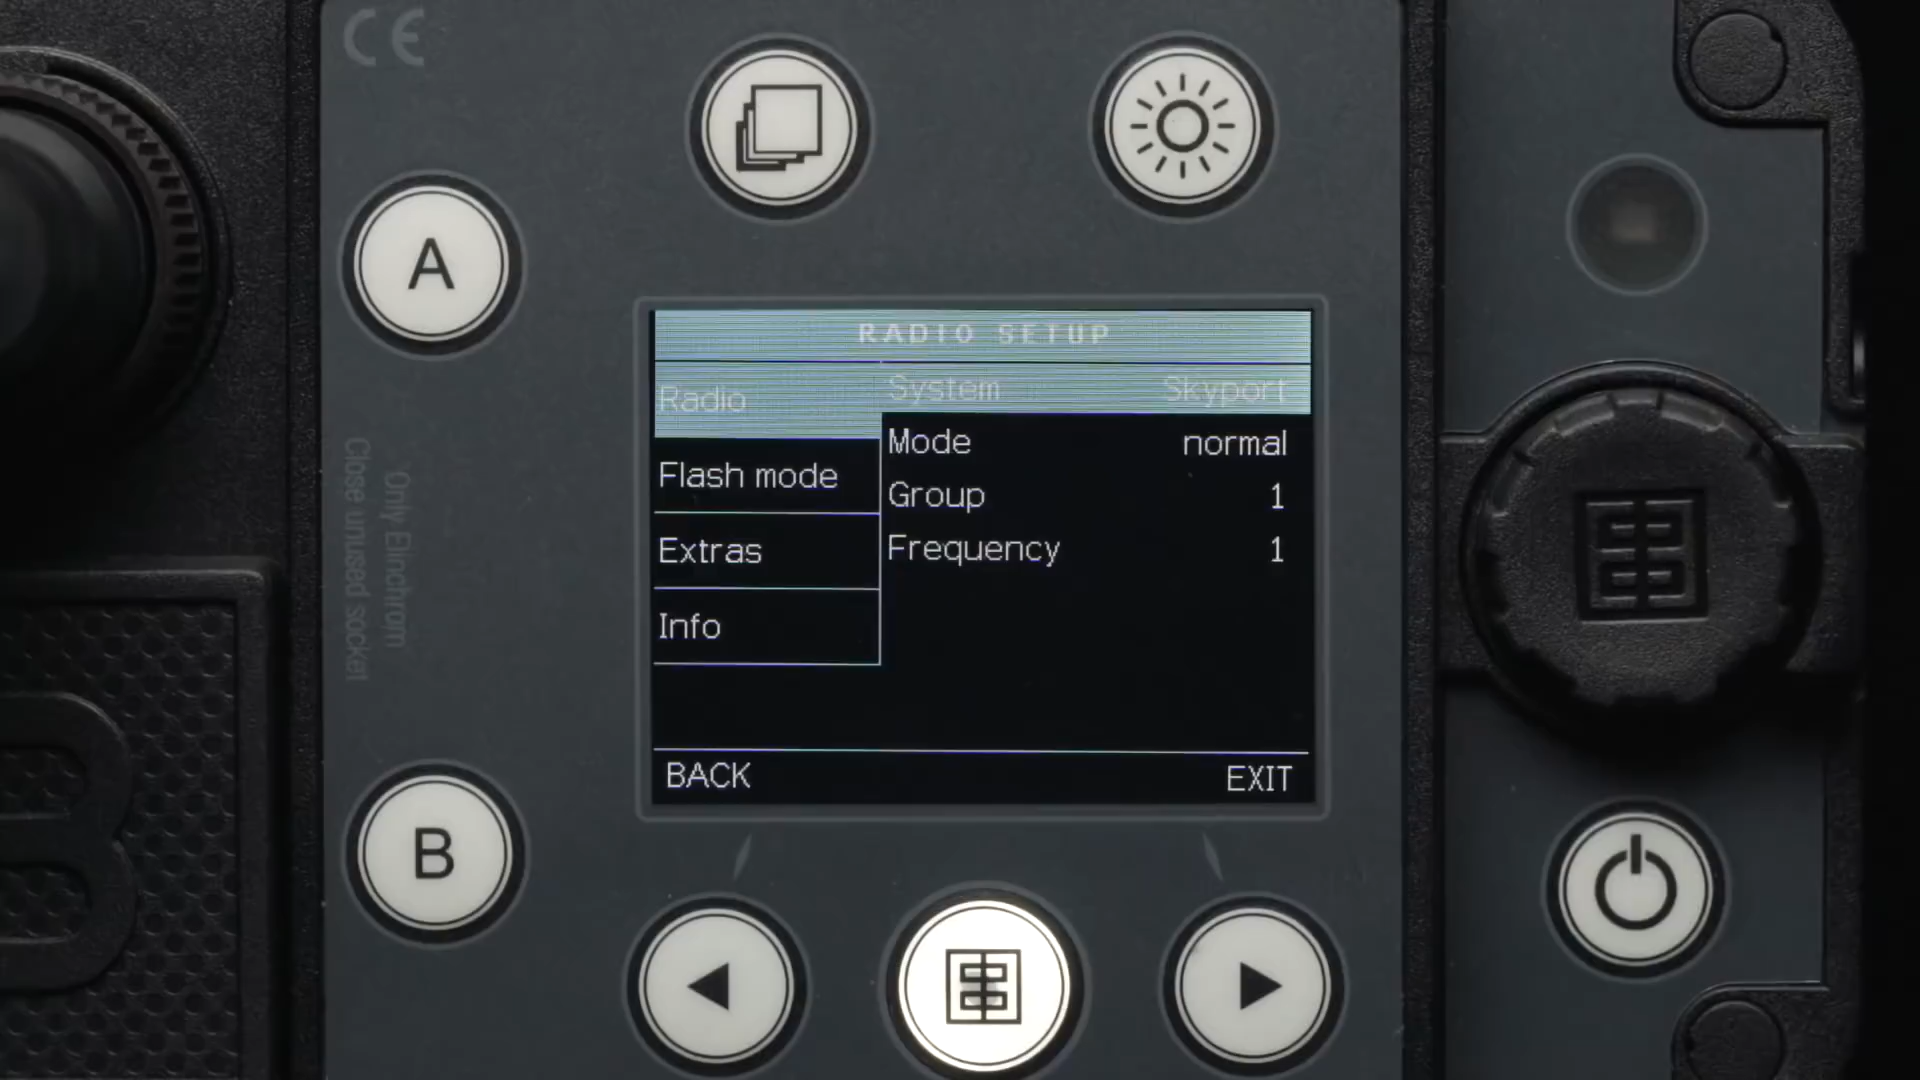 CE
A
RADIO SETUP
Radio
System Skyport
Mode normal
Group 1
Frequency 1
Flash mode
Extras
Info
BACK EXIT
Only Elinchrom
Close unused socket
B